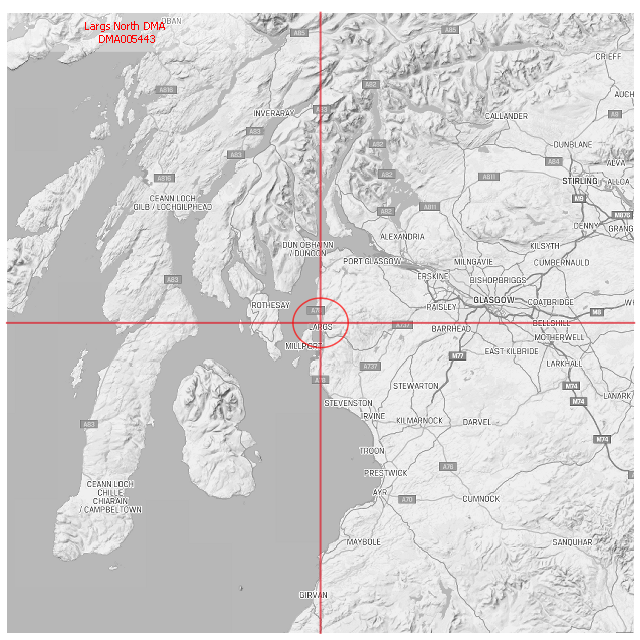 Largs North DMA
OBAN
DMA005443
A85
A85
CRIEFF
A82
A816
AUCH
INVERARAY
A83
CALLANDER
A9
A83
A82
DUNBLANE
A83
A84
ALVA
A816
A82
A811
STIRLING
ALLOA
CEANN LOCH
GILB / LOCHGILPHEAD
M9
A82
A811
M876
DENNY
GRANG
ALEXANDRIA
DUN OBHAINN
/ DUNOON
KILSYTH
PORT GLASGOW
MILNGAVIE
CUMBERNAULD
A83
ERSKINE
BISHOPBRIGGS
ROTHESAY
GLASGOW
COATBRIDGE
PAISLEY
M8
LARGS
BARRHEAD
BELLSHILL
MOTHERWELL
MILLPORT
EAST KILBRIDE
M77
A737
LARKHALL
A78
STEWARTON
M74
LANARK
M74
STEVENSTON
IRVINE
A83
KILMARNOCK
DARVEL
M74
TROON
A76
PRESTWICK
CEANN LOCH
CHILLE
CHIARAIN
/ CAMPBELTOWN
AYR
A70
CUMNOCK
MAYBOLE
SANQUHAR
GIRVAN